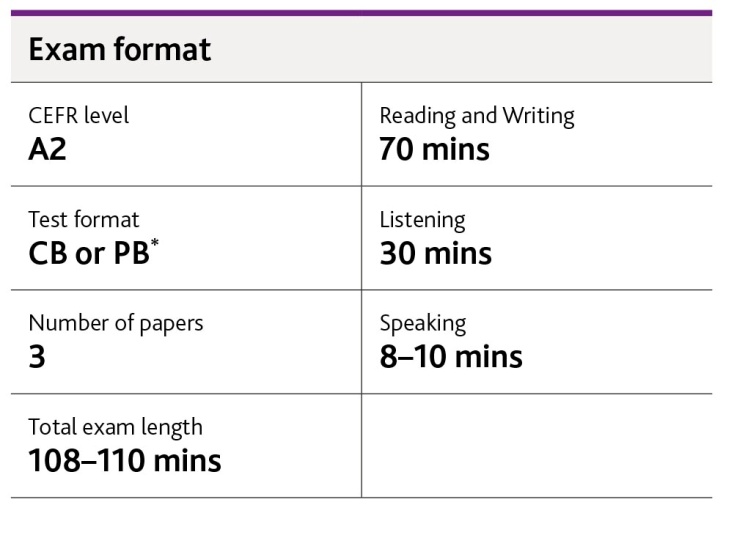 Exam format
CEFR level
A2
Reading and Writing
70 mins
Test format
CB or PB*
Listening
30 mins
Number of papers
3
Speaking
8–10 mins
Total exam length
108–110 mins